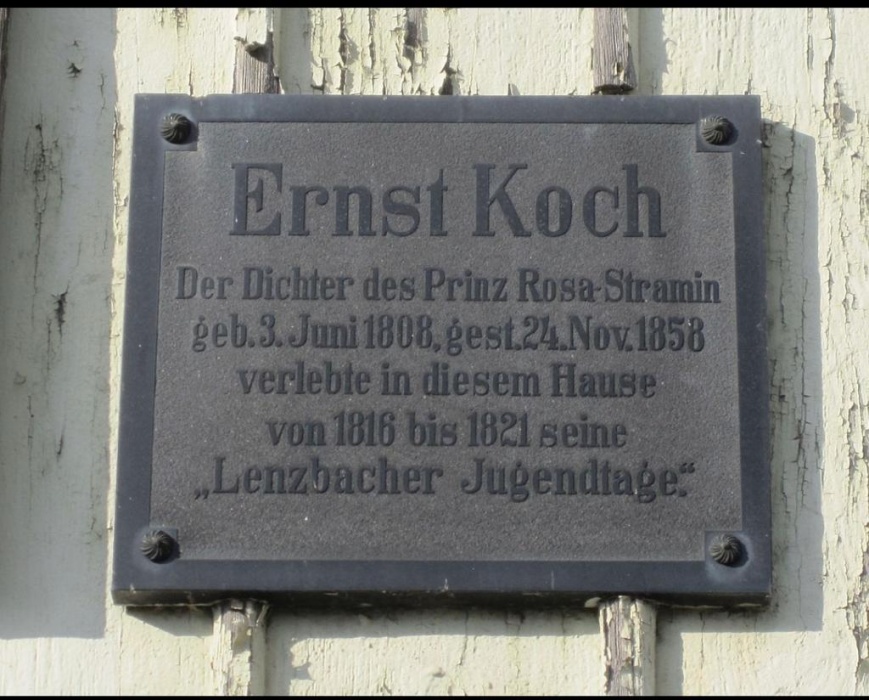 Ernst Koch
Der Dichter des Prinz Rosa-Stramin
geb. 3. Juni 1808, gest. 24. Nov. 1858
verlebte in diesem Hause
von 1816 bis 1821 seine
„Lenzbacher Jugendtage.“